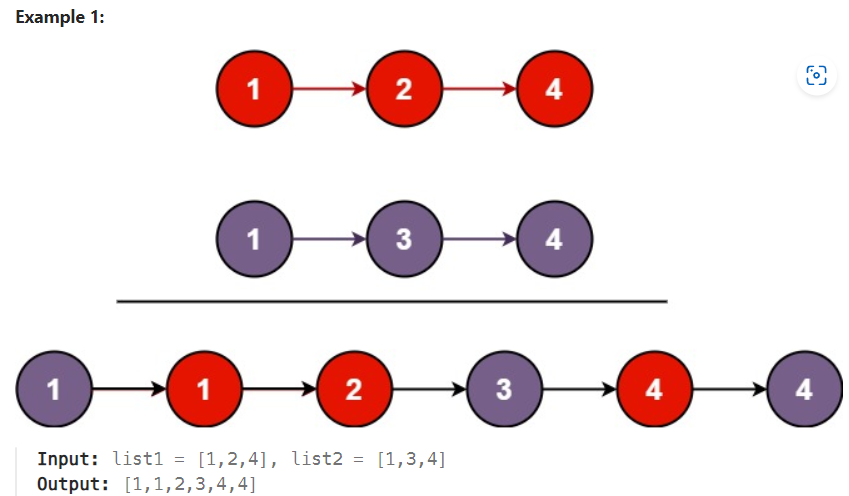 Example 1:
1 2 4
1 3 4
1 1 2 3 4 4
Input: list1 = [1,2,4], list2 = [1,3,4]
Output: [1,1,2,3,4,4]